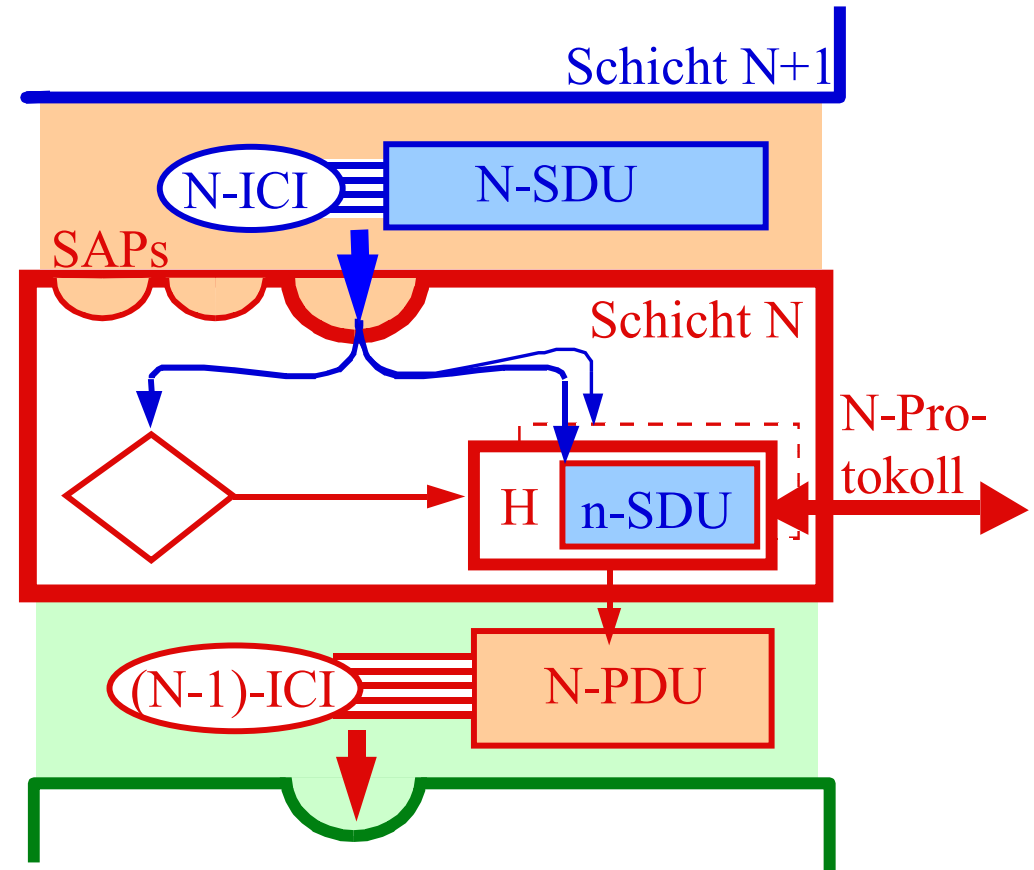 Schicht N+1
N-ICI
N-SDU
SAPs
Schicht N
N-Pro-
tokoll
H
n-SDU
(N-1)-ICI
N-PDU